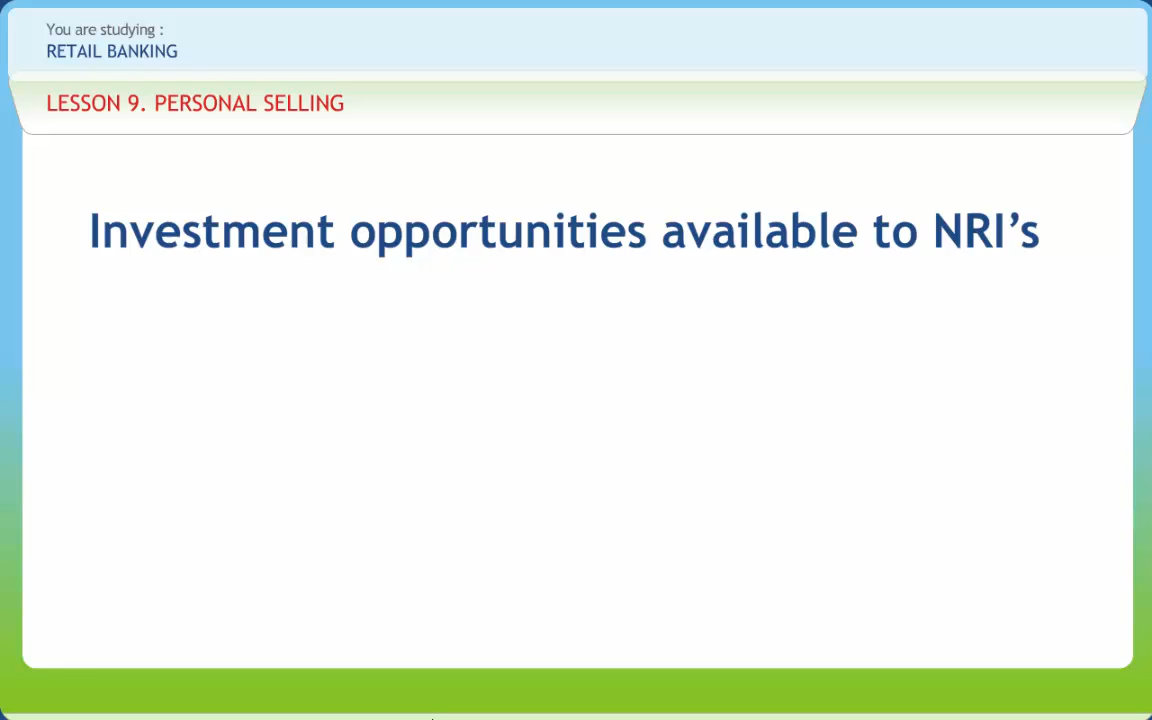 You are studying :
RETAIL BANKING
LESSON 9. PERSONAL SELLING
Investment opportunities available to NRI’s